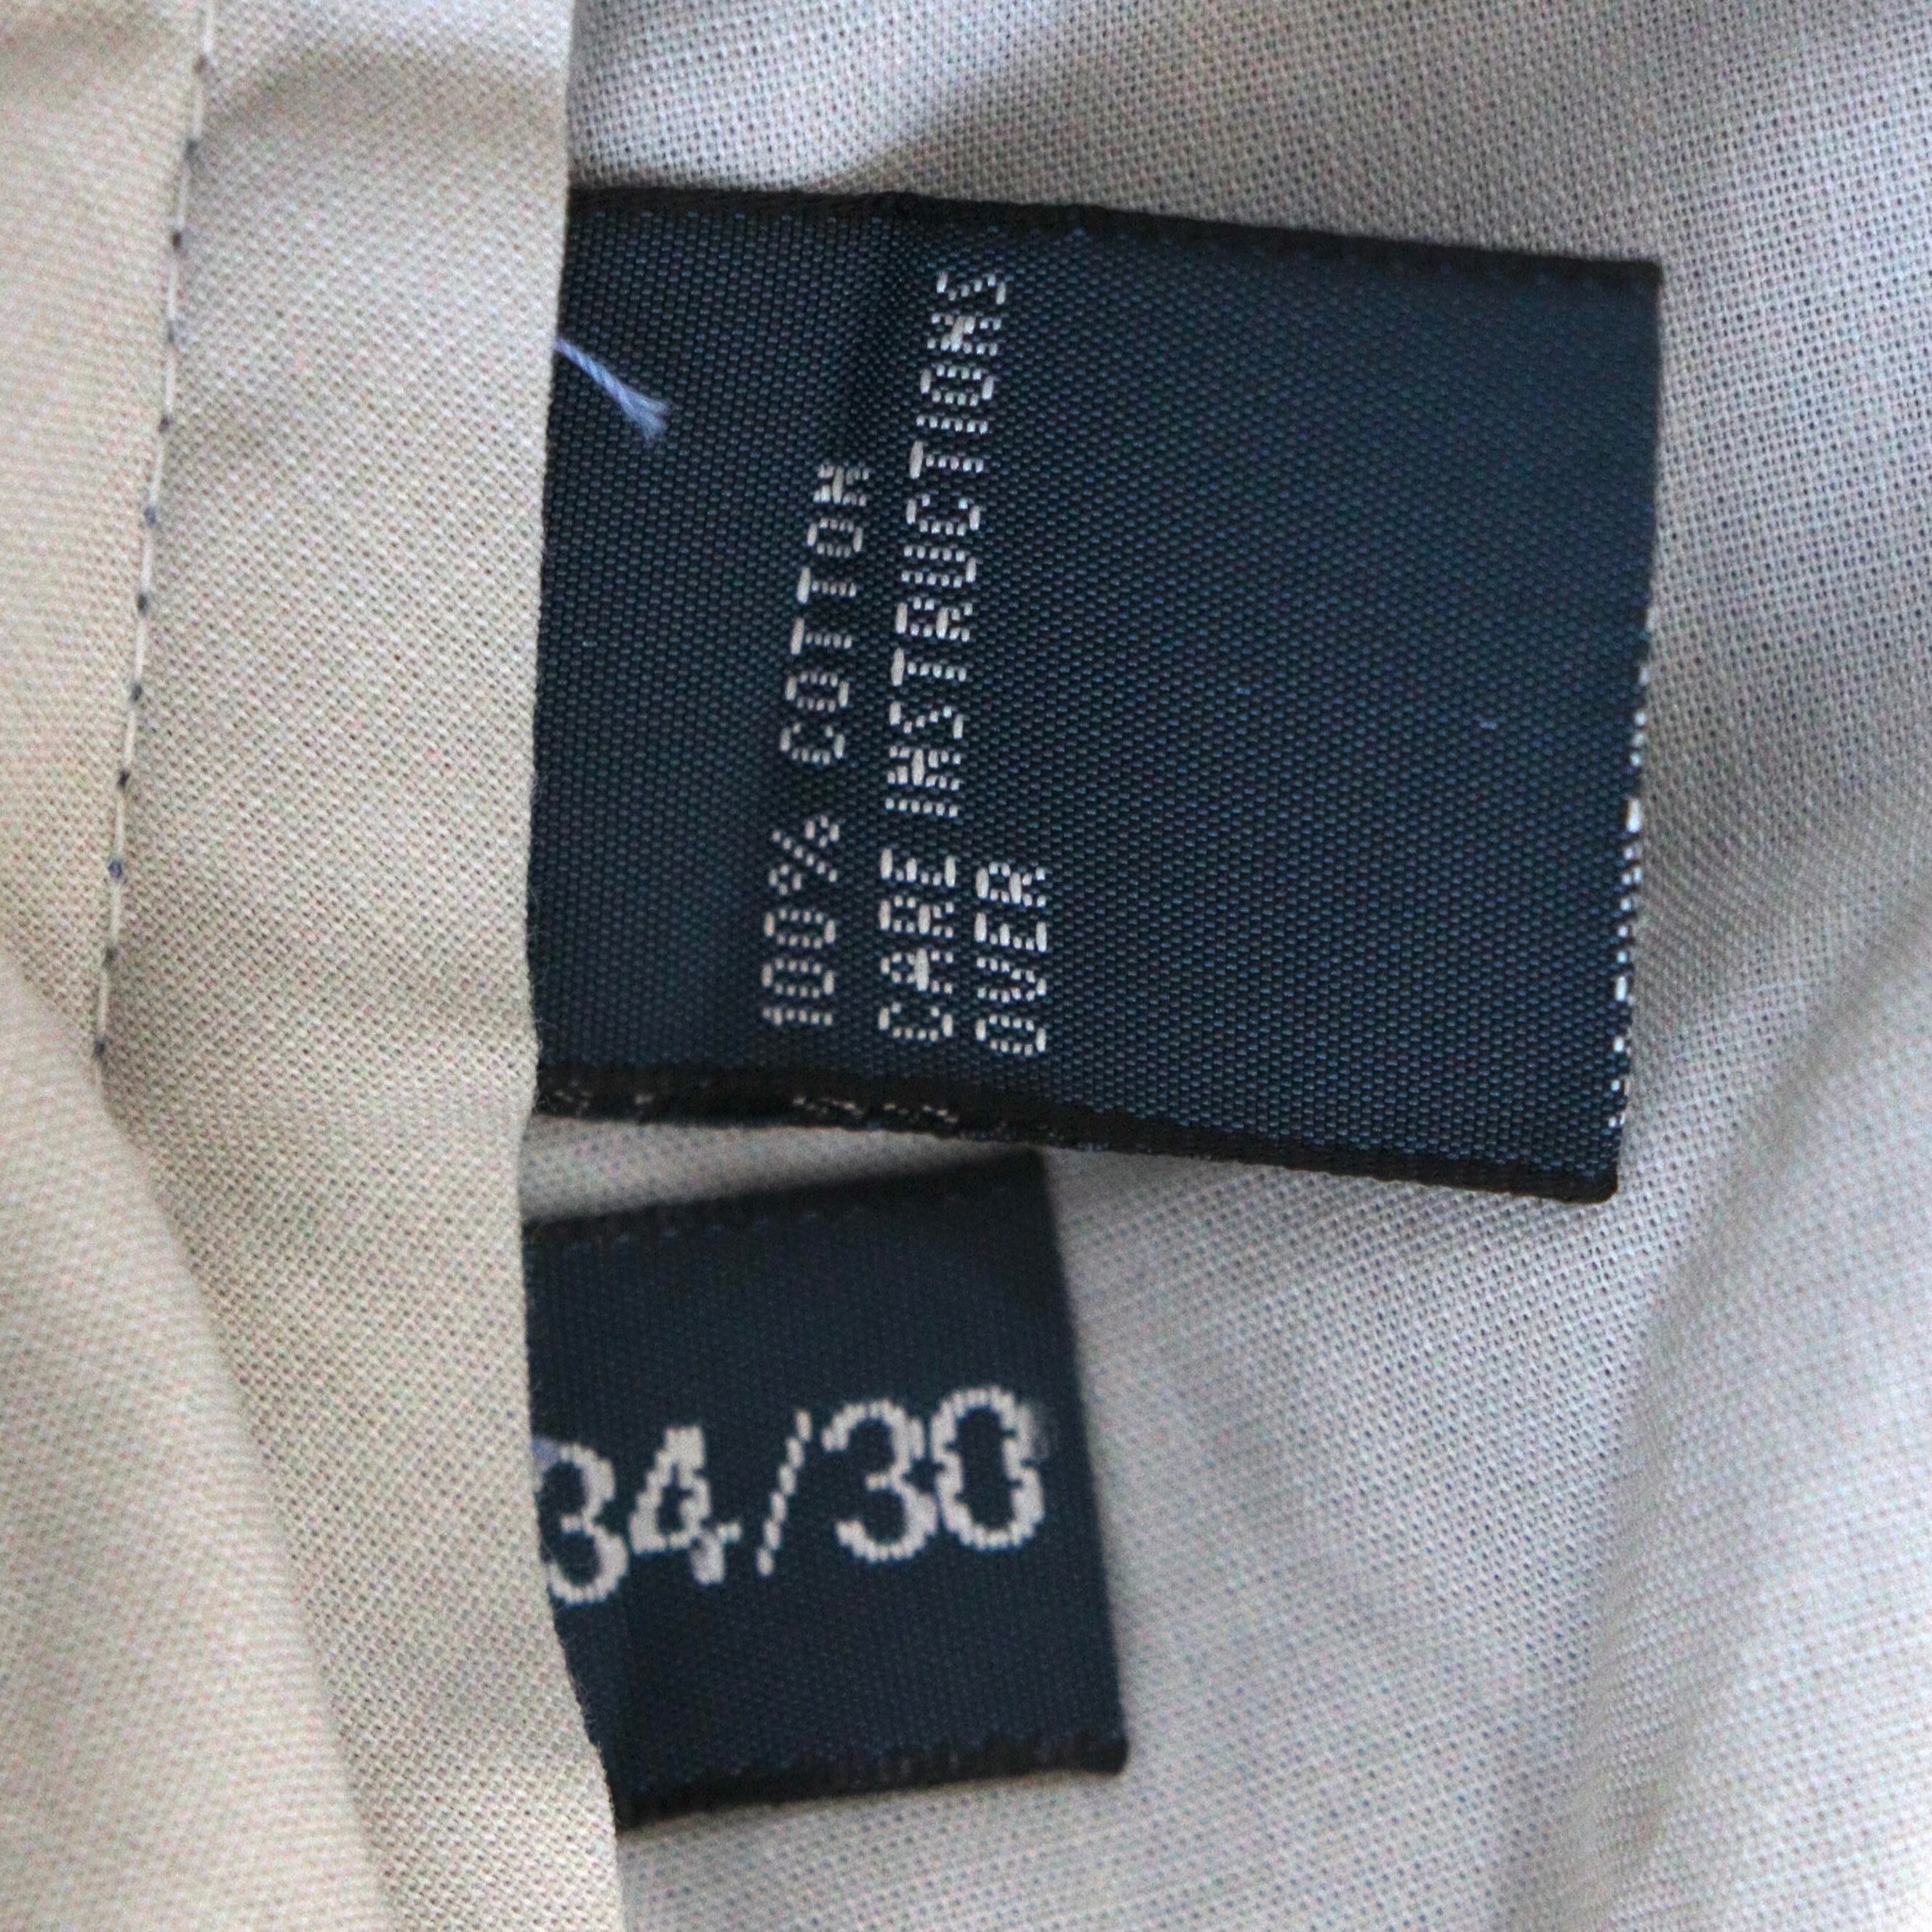 100% COTTON
CARE INSTRUCTIONS
OVER
34/30